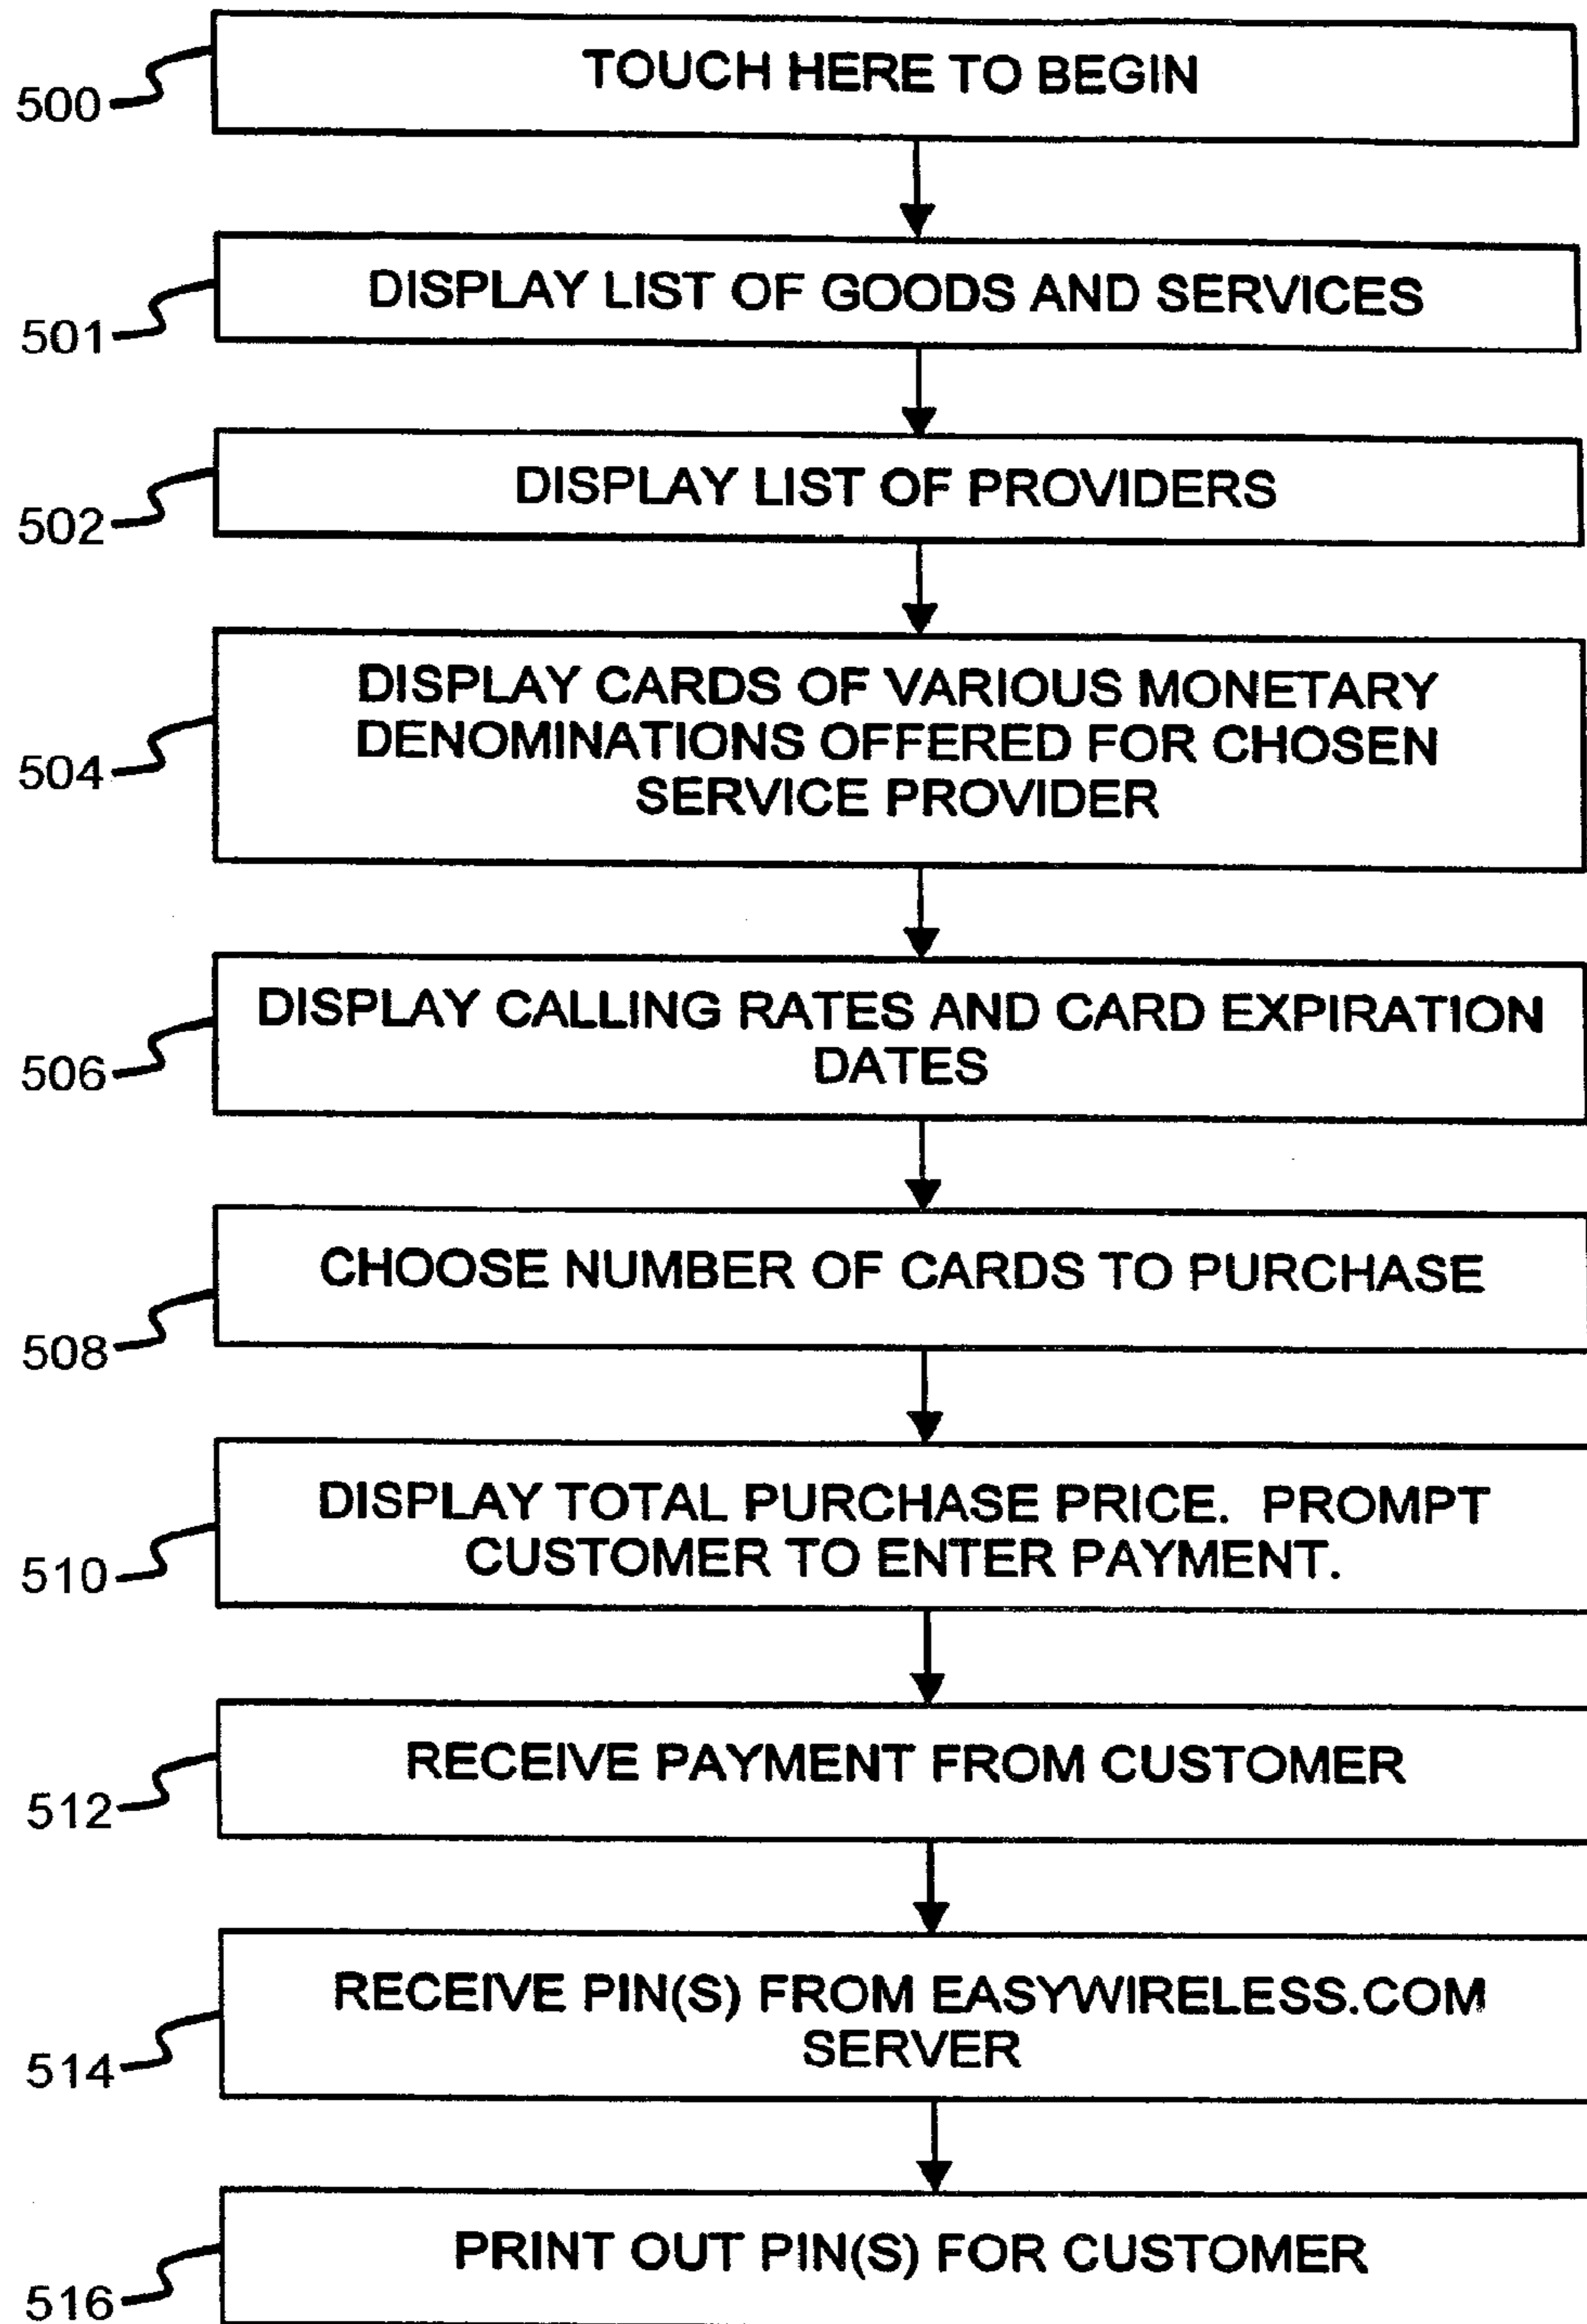 500
TOUCH HERE TO BEGIN
501
DISPLAY LIST OF GOODS AND SERVICES
502
DISPLAY LIST OF PROVIDERS
504
DISPLAY CARDS OF VARIOUS MONETARY
DENOMINATIONS OFFERED FOR CHOSEN
SERVICE PROVIDER
506
DISPLAY CALLING RATES AND CARD EXPIRATION
DATES
508
CHOOSE NUMBER OF CARDS TO PURCHASE
510
DISPLAY TOTAL PURCHASE PRICE. PROMPT
CUSTOMER TO ENTER PAYMENT.
512
RECEIVE PAYMENT FROM CUSTOMER
514
RECEIVE PIN(S) FROM EASYWIRELESS.COM
SERVER
516
PRINT OUT PIN(S) FOR CUSTOMER